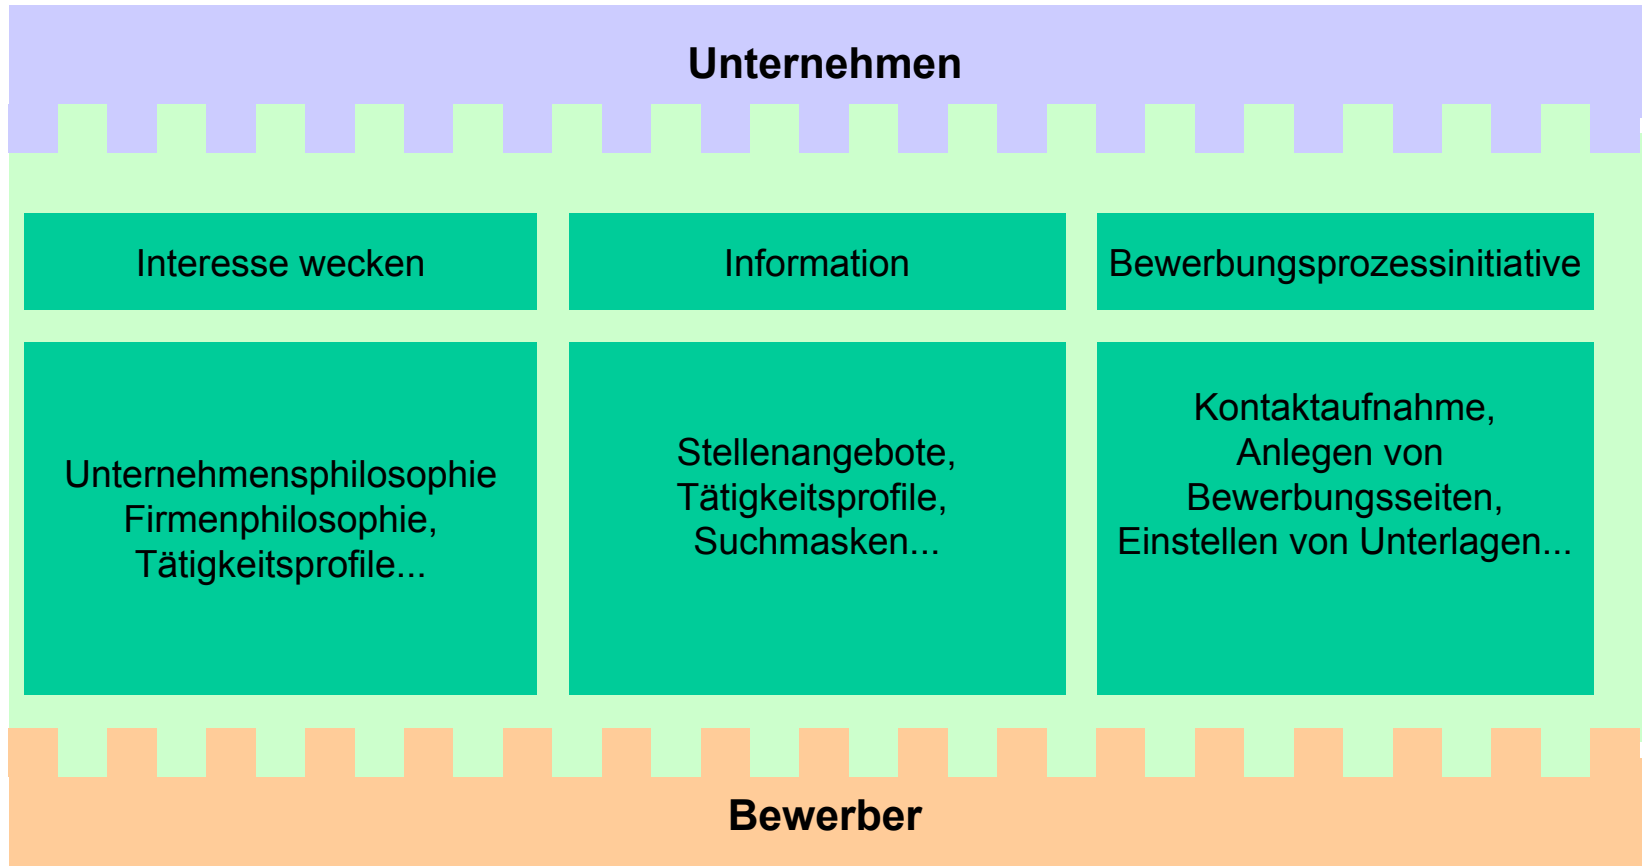 Unternehmen
Interesse wecken
Information
Bewerbungsprozessinitiative
Unternehmensphilosophie
Firmenphilosophie,
Tätigkeitsprofile...
Stellenangebote,
Tätigkeitsprofile,
Suchmasken...
Kontaktaufnahme,
Anlegen von
Bewerbungsseiten,
Einstellen von Unterlagen...
Bewerber